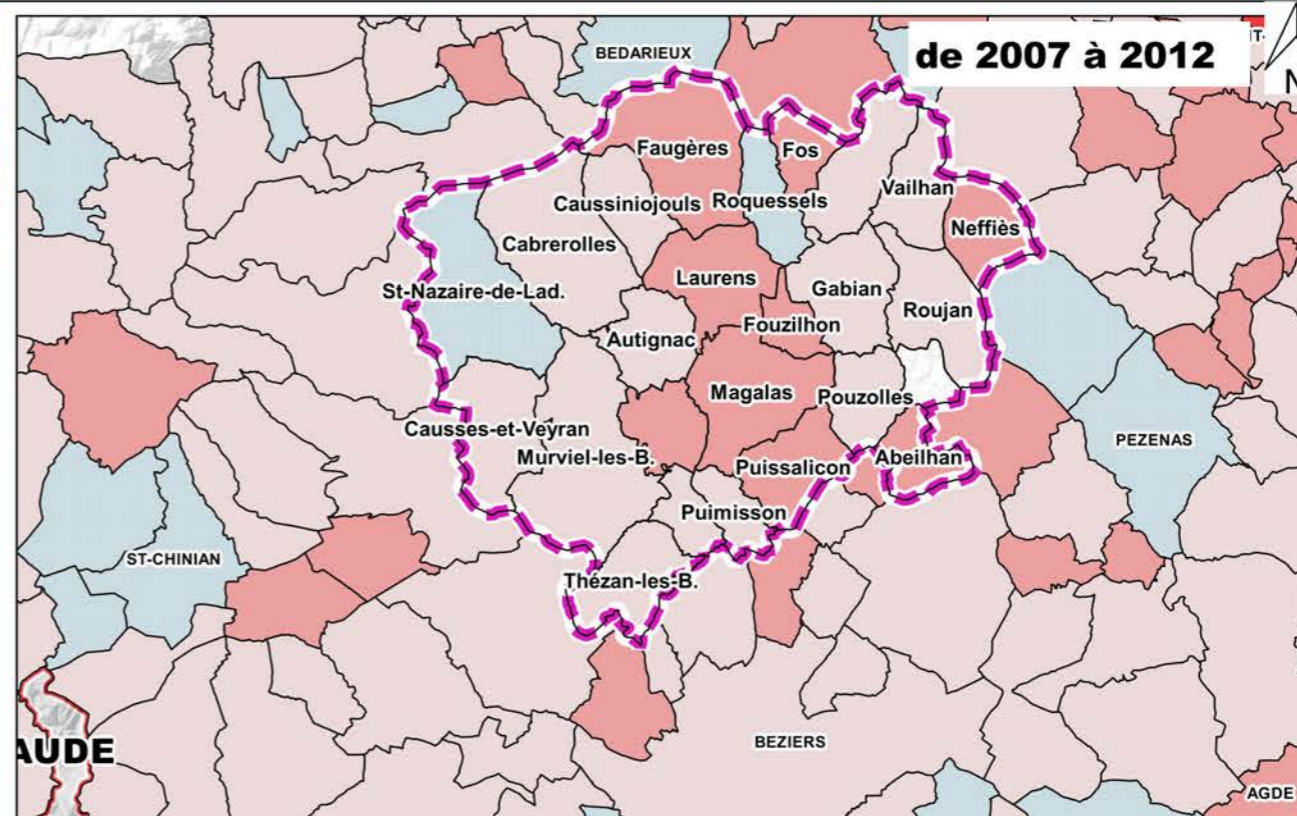 BEDARIEUX
de 2007 à 2012
NT-
N
Faugères
Fos
Vailhan
Caussiniojouls
Roquessels
Neffiès
Cabrerolles
Laurens
Gabian
St-Nazaire-de-Lad.
Roujan
Fouzilhon
Autignac
Magalas
Pouzolles
Causses-et-Veyran
PEZENAS
Murviel-les-B.
Puissalicon
Abeilhan
Puimisson
ST-CHINIAN
Thézan-les-B.
BEZIERS
AUDE
AGDE